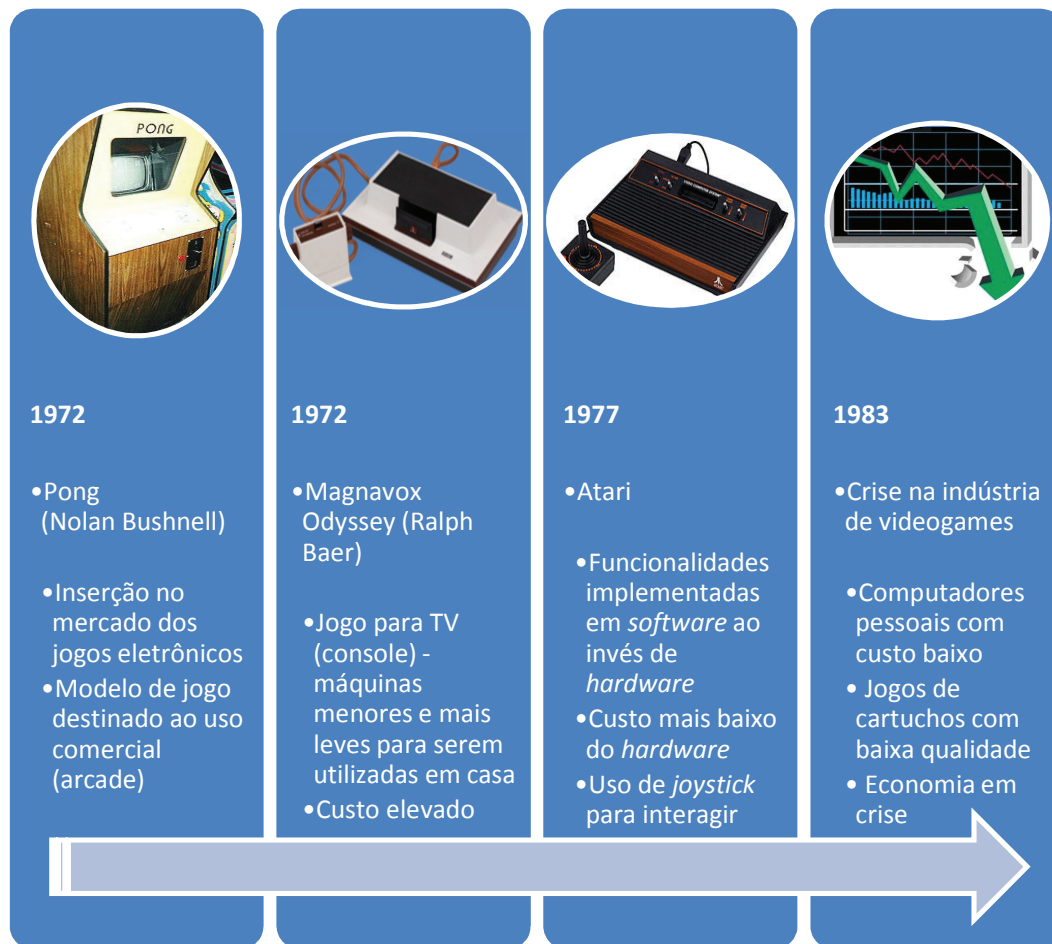 PONG
1972
•Pong
(Nolan Bushnell)
•Inserção no
mercado dos
jogos eletrônicos
•Modelo de jogo
destinado ao uso
comercial
(arcade)
1972
•Magnavox
Odyssey (Ralph
Baer)
•Jogo para TV
(console) -
máquinas
menores e mais
leves para serem
utilizadas em casa
•Custo elevado
1977
•Atari
•Funcionalidades
implementadas
em software ao
invés de
hardware
•Custo mais baixo
do hardware
•Uso de joystick
para interagir
1983
•Crise na indústria
de videogames
•Computadores
pessoais com
custo baixo
• Jogos de
cartuchos com
baixa qualidade
• Economia em
crise